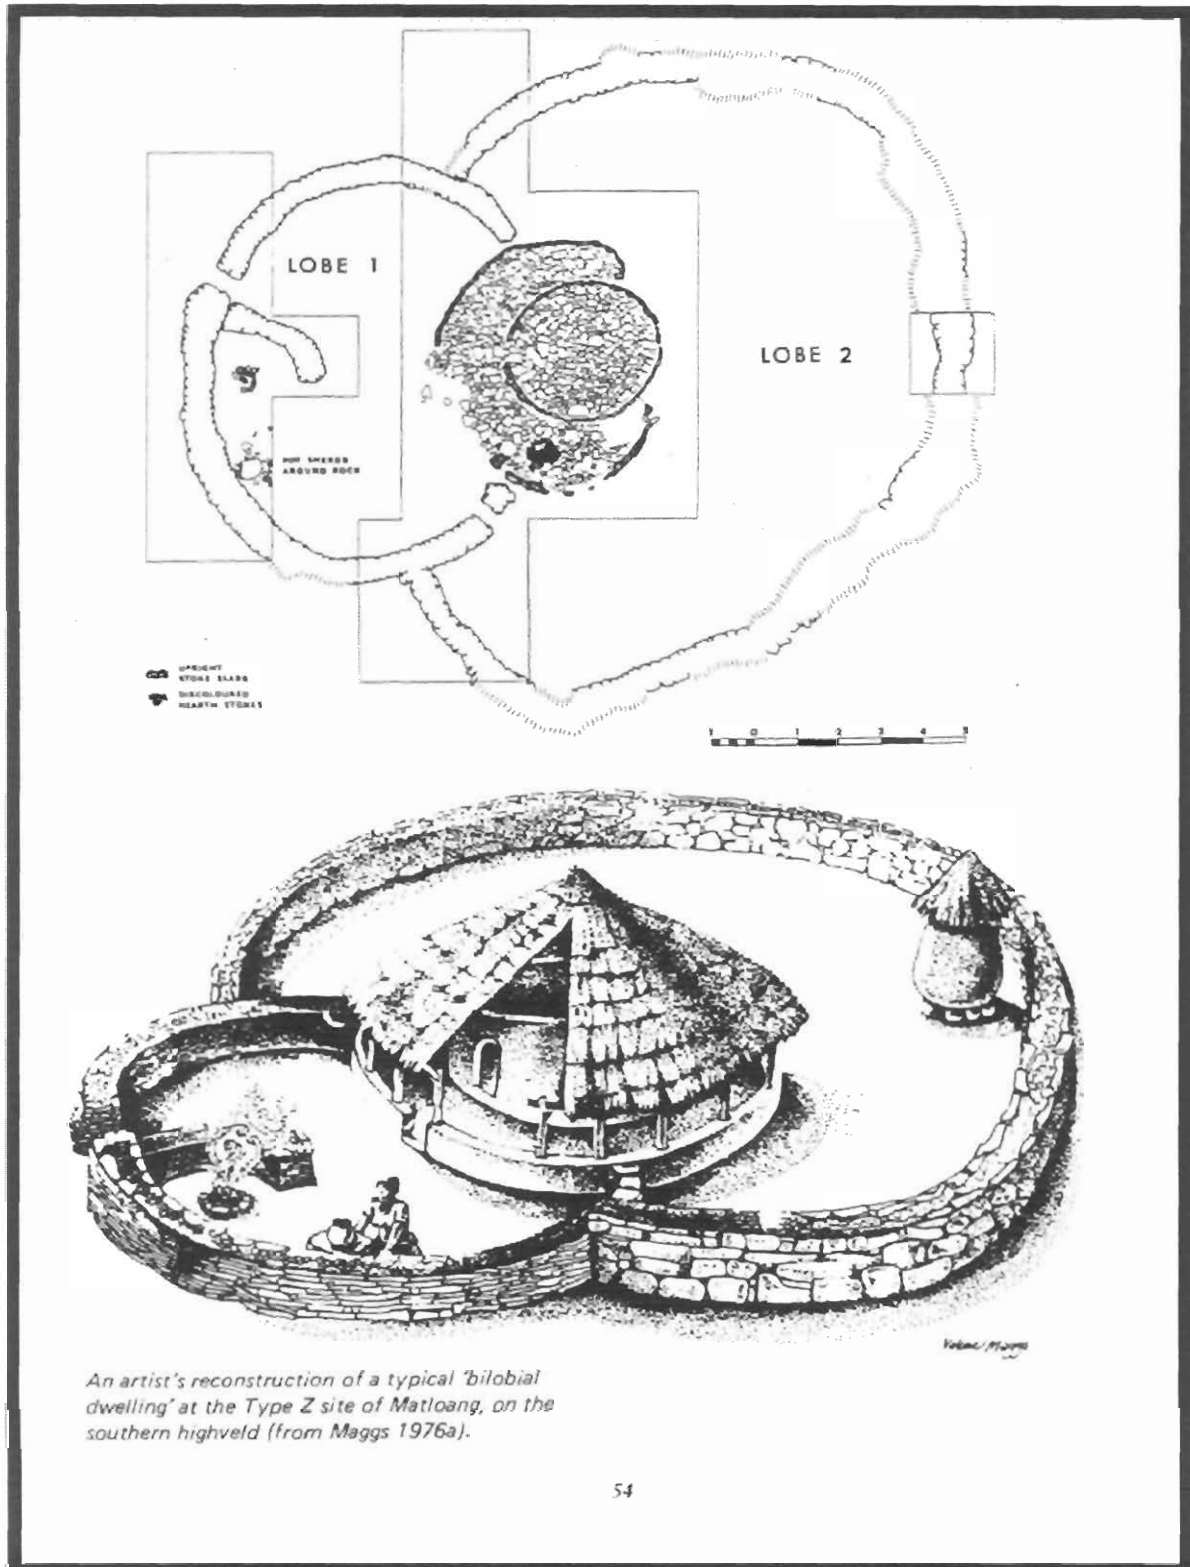 LOBE 1
LOBE 2
POT SHERDS
AROUND ROCK
UPRIGHT
STONE SLABS
DISCOLOURED
HEARTH STONES
1 0 1 2 3 4 5
An artist's reconstruction of a typical 'bilobial
dwelling' at the Type Z site of Matloang, on the
southern highveld (from Maggs 1976a).
54